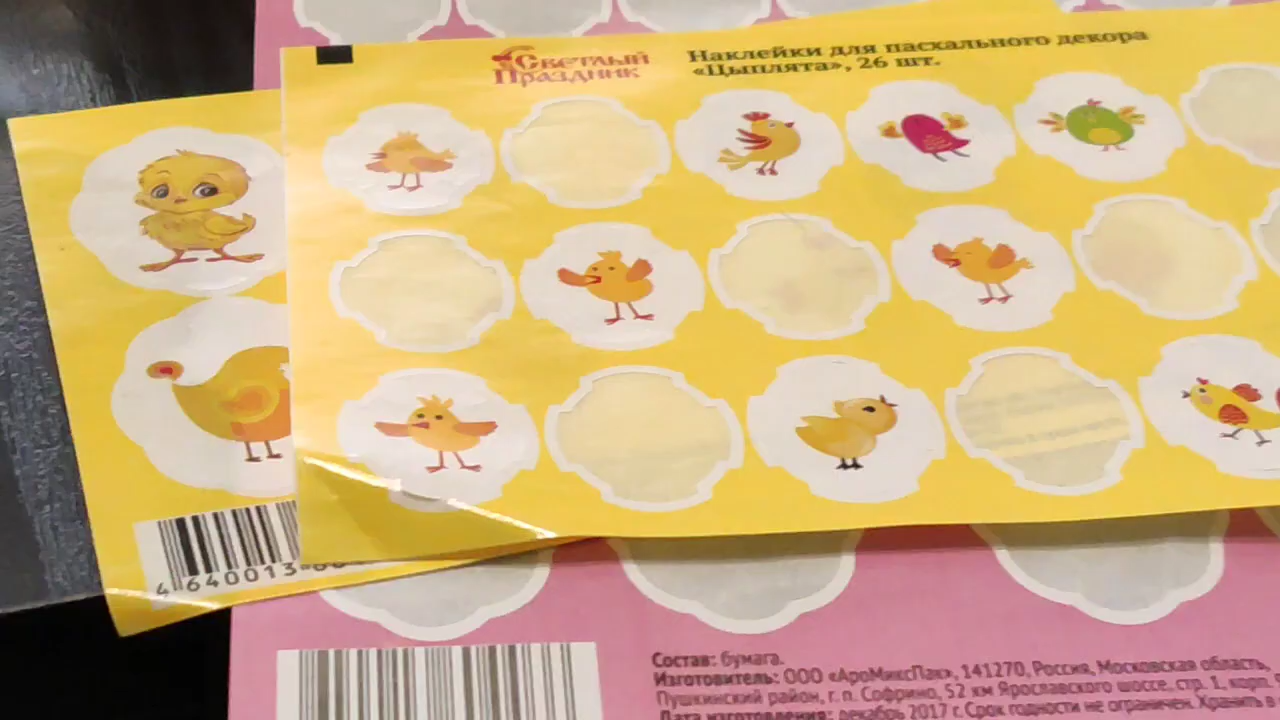 Светлый
Праздник
Наклейки для пасхального декора
«Цыплята», 26 шт.
4 640013
Состав: бумага.
Изготовитель: ООО «АроМиксПак», 141270, Россия, Московская область,
Пушкинский район, г. п. Софрино, 52 км Ярославского шоссе, стр. 1, корп.
Дата изготовления: декабрь 2017 г. Срок годности не ограничен. Хранить в